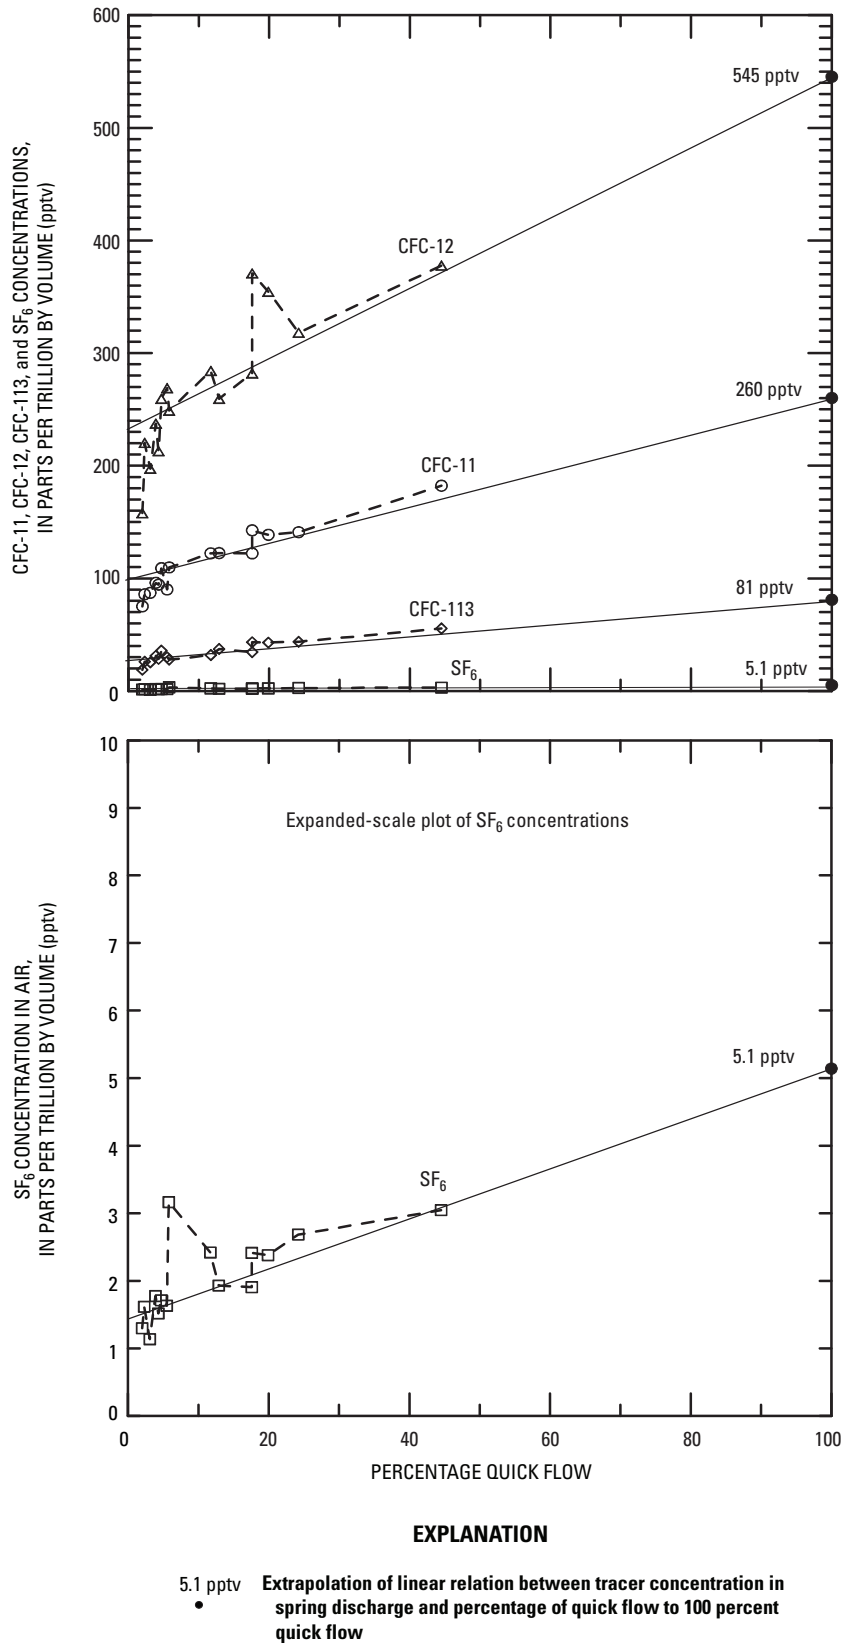 600
500
400
300
200
100
0
CFC-11, CFC-12, CFC-113, and SF6 CONCENTRATIONS,
IN PARTS PER TRILLION BY VOLUME (pptv)
545 pptv
CFC-12
260 pptv
CFC-11
81 pptv
CFC-113
SF6
5.1 pptv
10
9
8
7
6
5
4
3
2
1
0
SF6 CONCENTRATION IN AIR,
IN PARTS PER TRILLION BY VOLUME (pptv)
Expanded-scale plot of SF6 concentrations
5.1 pptv
SF6
0 20 40 60 80 100
PERCENTAGE QUICK FLOW
EXPLANATION
5.1 pptv Extrapolation of linear relation between tracer concentration in
spring discharge and percentage of quick flow to 100 percent
quick flow